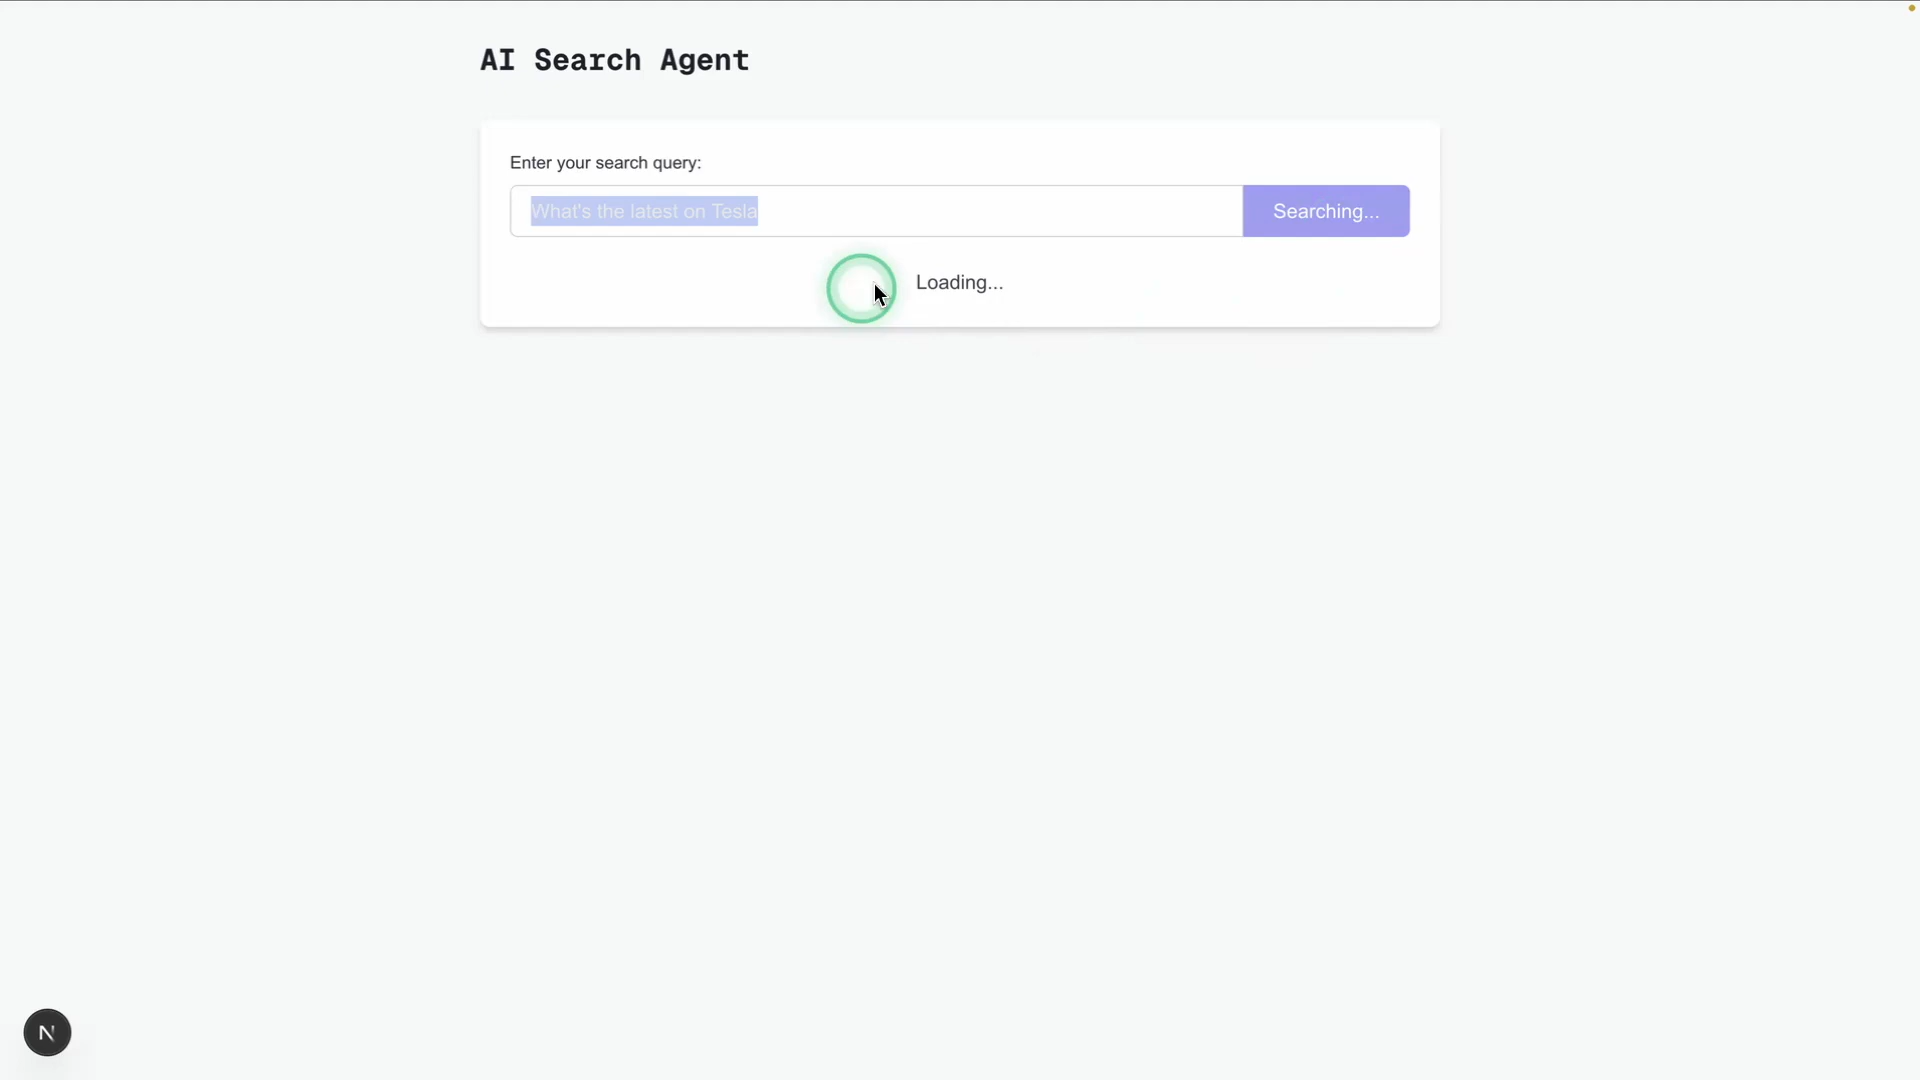 AI Search Agent
Enter your search query:
What's the latest on Tesla
Searching...
Loading...
N